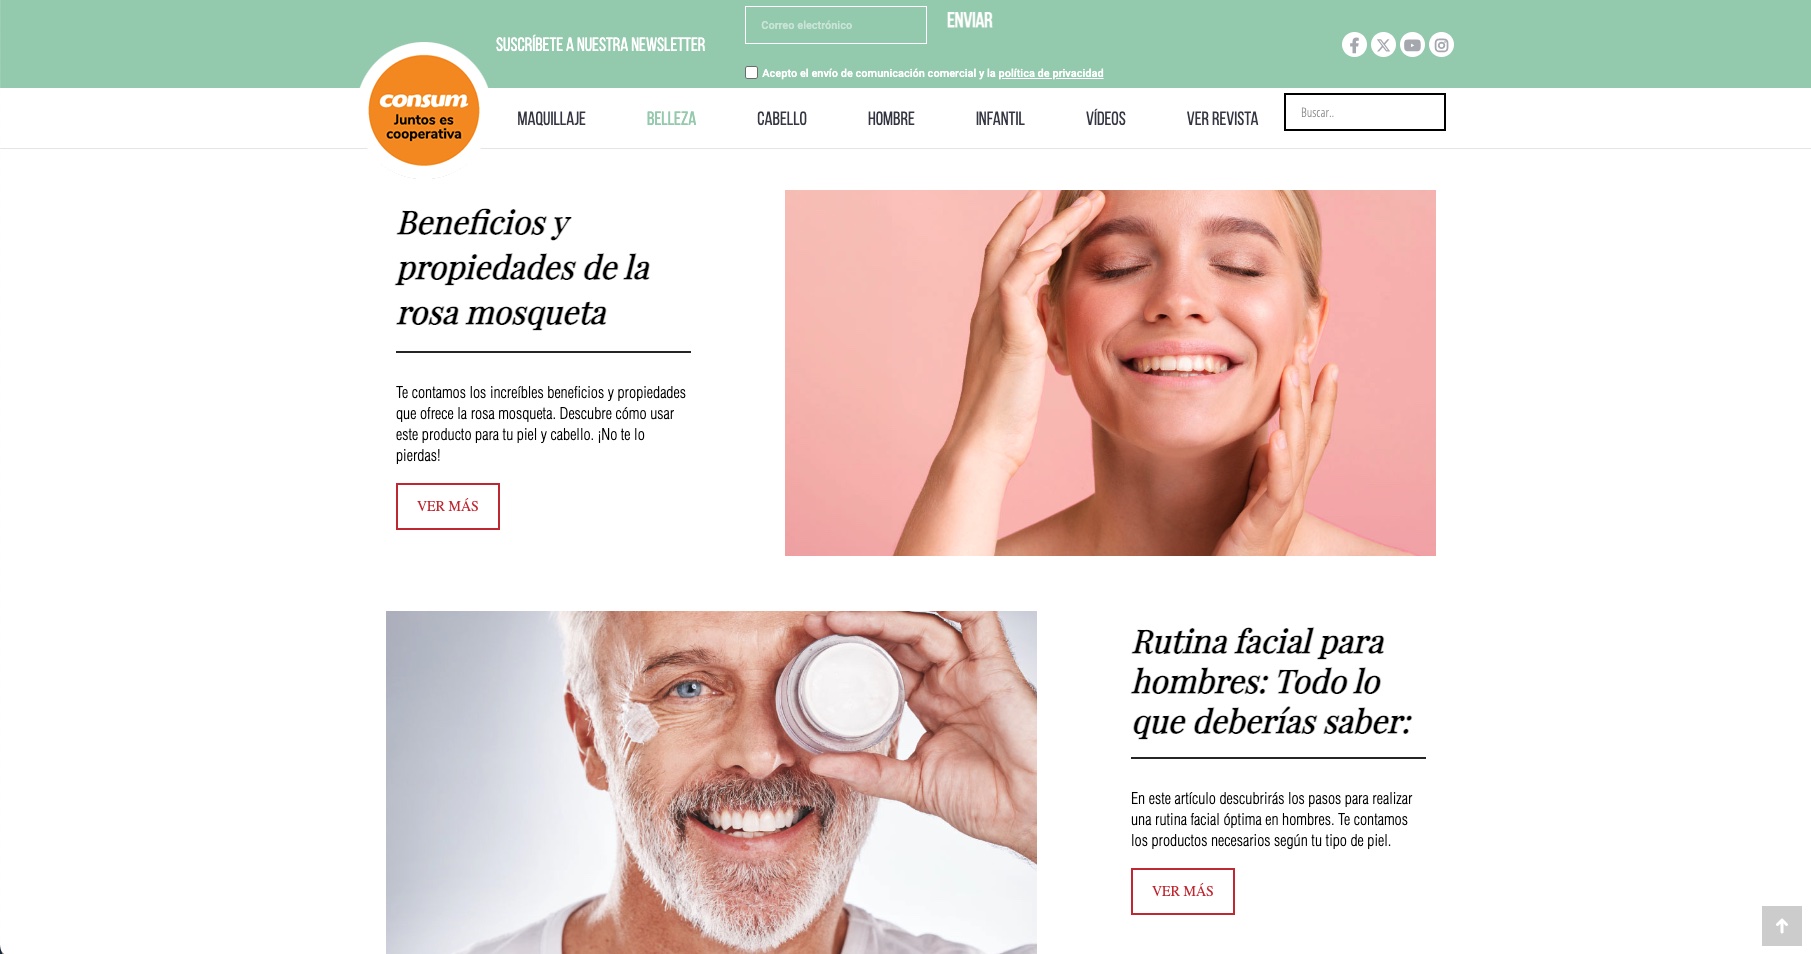 SUSCRÍBETE A NUESTRA NEWSLETTER
Correo electrónico
ENVIAR
Acepto el envío de comunicación comercial y la política de privacidad
consum
Juntos es
cooperativa
MAQUILLAJE
BELLEZA
CABELLO
HOMBRE
INFANTIL
VÍDEOS
VER REVISTA
Buscar..
Beneficios y
propiedades de la
rosa mosqueta
Te contamos los increíbles beneficios y propiedades
que ofrece la rosa mosqueta. Descubre cómo usar
este producto para tu piel y cabello. ¡No te lo
pierdas!
VER MÁS
Rutina facial para
hombres: Todo lo
que deberías saber:
En este artículo descubrirás los pasos para realizar
una rutina facial óptima en hombres. Te contamos
los productos necesarios según tu tipo de piel.
VER MÁS